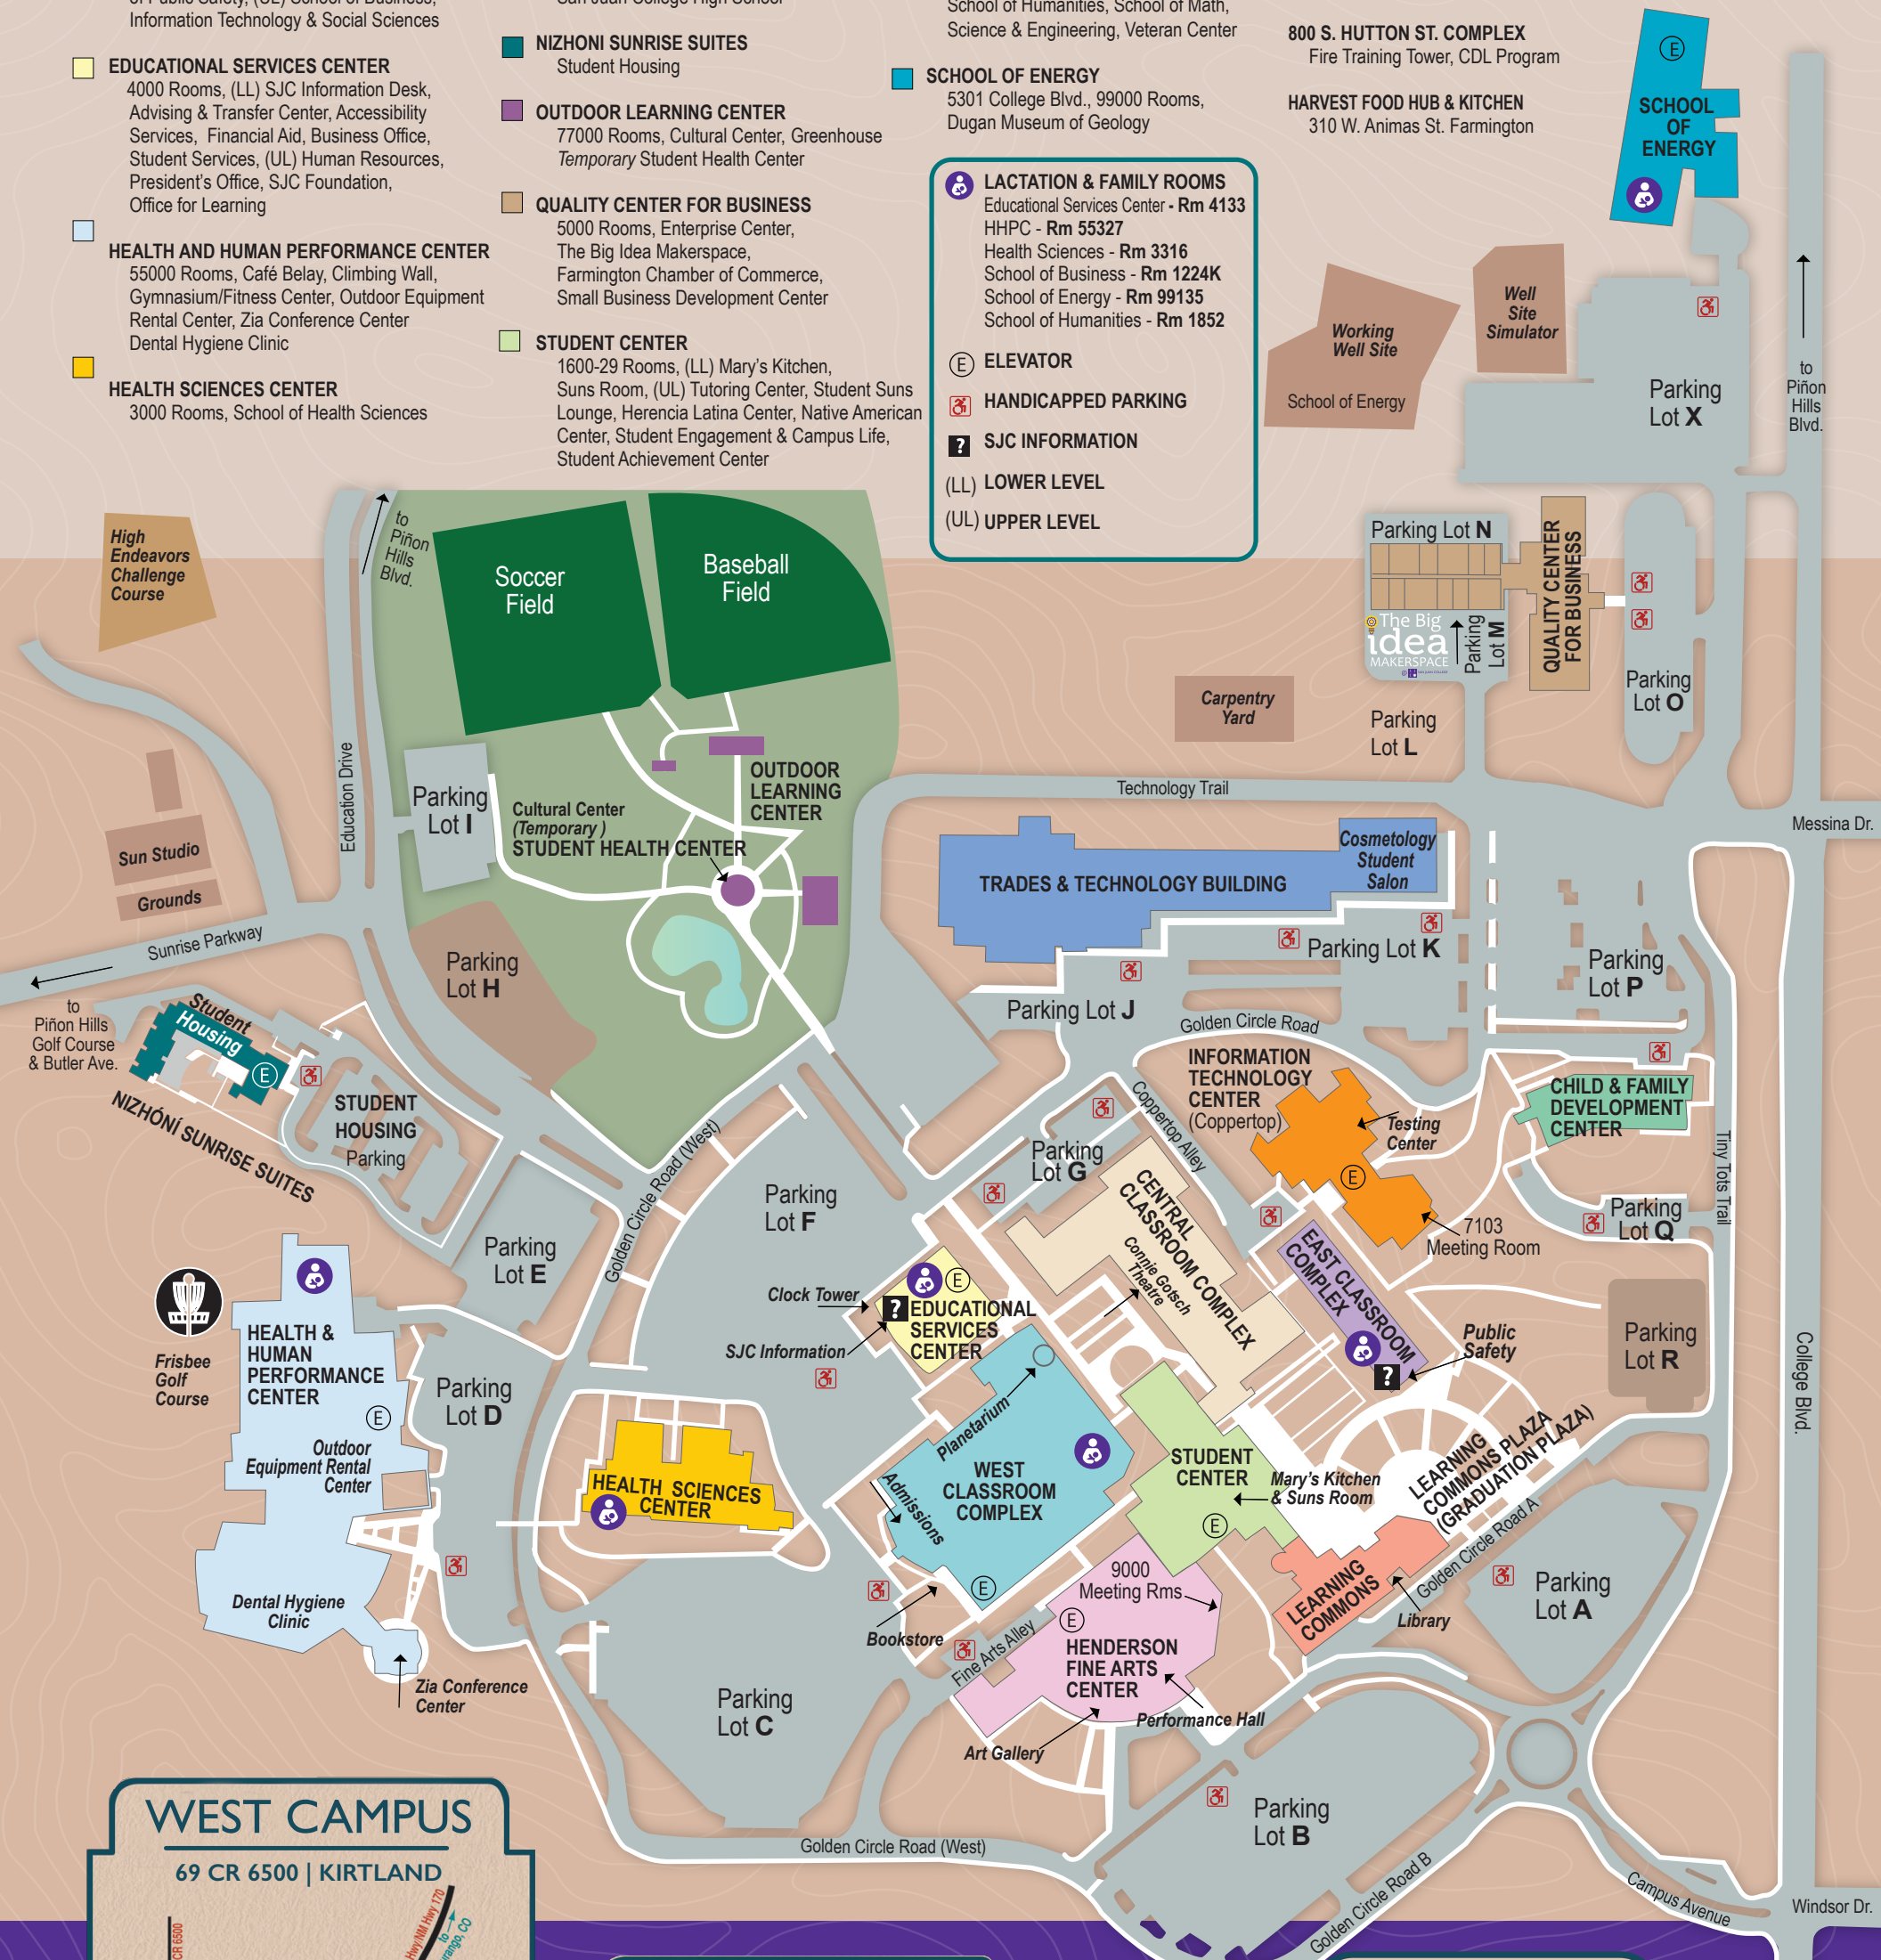 of Public Safety, (UL) School of Business,
Information Technology & Social Sciences
EDUCATIONAL SERVICES CENTER
4000 Rooms, (LL) SJC Information Desk,
Advising & Transfer Center, Accessibility
Services, Financial Aid, Business Office,
Student Services, (UL) Human Resources,
President's Office, SJC Foundation,
Office for Learning
HEALTH AND HUMAN PERFORMANCE CENTER
55000 Rooms, Café Belay, Climbing Wall,
Gymnasium/Fitness Center, Outdoor Equipment
Rental Center, Zia Conference Center
Dental Hygiene Clinic
HEALTH SCIENCES CENTER
3000 Rooms, School of Health Sciences
San Juan College High School
NIZHONI SUNRISE SUITES
Student Housing
OUTDOOR LEARNING CENTER
77000 Rooms, Cultural Center, Greenhouse
Temporary Student Health Center
QUALITY CENTER FOR BUSINESS
5000 Rooms, Enterprise Center,
The Big Idea Makerspace,
Farmington Chamber of Commerce,
Small Business Development Center
STUDENT CENTER
1600-29 Rooms, (LL) Mary's Kitchen,
Suns Room, (UL) Tutoring Center, Student Suns
Lounge, Herencia Latina Center, Native American
Center, Student Engagement & Campus Life,
Student Achievement Center
School of Humanities, School of Math,
Science & Engineering, Veteran Center
SCHOOL OF ENERGY
5301 College Blvd., 99000 Rooms,
Dugan Museum of Geology
LACTATION & FAMILY ROOMS
Educational Services Center - Rm 4133
HHPC - Rm 55327
Health Sciences - Rm 3316
School of Business - Rm 1224K
School of Energy - Rm 99135
School of Humanities - Rm 1852
E ELEVATOR
HANDICAPPED PARKING
? SJC INFORMATION
(LL) LOWER LEVEL
(UL) UPPER LEVEL
800 S. HUTTON ST. COMPLEX
Fire Training Tower, CDL Program
HARVEST FOOD HUB & KITCHEN
310 W. Animas St. Farmington
E
SCHOOL
OF
ENERGY
Working
Well Site
School of Energy
Well
Site
Simulator
Parking
Lot X
to
Piñon
Hills
Blvd.
High
Endeavors
Challenge
Course
to
Piñon
Hills
Blvd.
Soccer
Field
Baseball
Field
Parking Lot N
The Big
idea
MAKERSPACE
Parking
Lot M
QUALITY CENTER
FOR BUSINESS
Parking
Lot O
Carpentry
Yard
Parking
Lot L
Education Drive
Parking
Lot I
OUTDOOR
LEARNING
CENTER
Cultural Center
(Temporary )
STUDENT HEALTH CENTER
Technology Trail
Messina Dr.
Sun Studio
Grounds
Sunrise Parkway
TRADES & TECHNOLOGY BUILDING
Cosmetology
Student
Salon
Parking Lot K
Parking
Lot H
Parking
Lot P
Parking Lot J
to
Piñon Hills
Golf Course
& Butler Ave.
Student
Housing
E
NIZHÓNÍ SUNRISE SUITES
STUDENT
HOUSING
Parking
Golden Circle Road
INFORMATION
TECHNOLOGY
CENTER
(Coppertop)
Testing
Center
E
7103
Meeting Room
CHILD & FAMILY
DEVELOPMENT
CENTER
Coppertop Alley
Parking
Lot G
Tiny Tots Trail
Golden Circle Road (West)
Parking
Lot F
Parking
Lot E
CENTRAL
CLASSROOM COMPLEX
Connie Gotsch
Theatre
Parking
Lot Q
EAST CLASSROOM
COMPLEX
?
Public
Safety
Parking
Lot R
College Blvd.
Clock Tower
SJC Information
E
? EDUCATIONAL
SERVICES
CENTER
Frisbee
Golf
Course
HEALTH &
HUMAN
PERFORMANCE
CENTER
E
Outdoor
Equipment Rental
Center
Dental Hygiene
Clinic
Zia Conference
Center
Parking
Lot D
HEALTH SCIENCES
CENTER
Planetarium
WEST
CLASSROOM
COMPLEX
Admissions
E
Bookstore
STUDENT
CENTER
E
Mary's Kitchen
& Suns Room
LEARNING
COMMONS PLAZA
(GRADUATION PLAZA)
LEARNING
COMMONS
Library
Golden Circle Road A
Parking
Lot A
9000
Meeting Rms
E
HENDERSON
FINE ARTS
CENTER
Fine Arts Alley
Performance Hall
Art Gallery
Parking
Lot C
Parking
Lot B
Golden Circle Road (West)
Golden Circle Road B
Campus Avenue
Windsor Dr.
WEST CAMPUS
69 CR 6500 | KIRTLAND
CR 6500
Hwy/NM Hwy 170
to